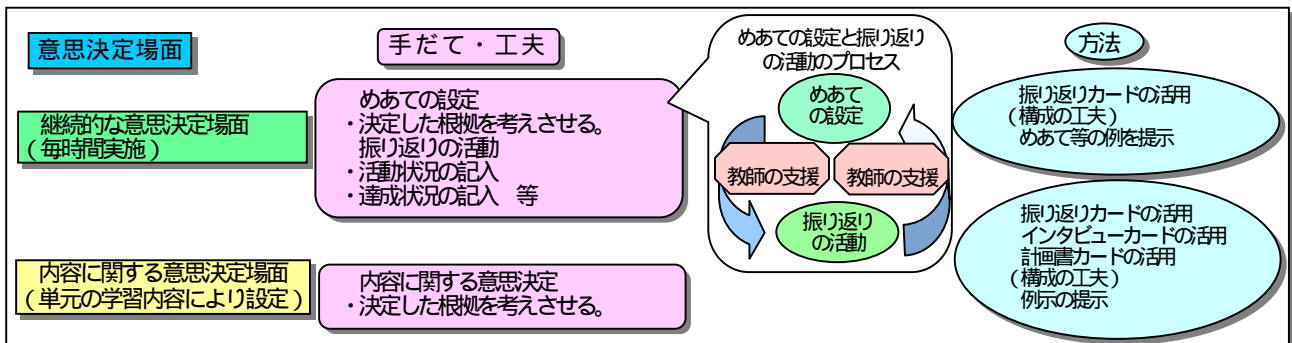 意思決定場面
手だて・工夫
めあての設定と振り返り
の活動のプロセス
方法
継続的な意思決定場面
(毎時間実施)
めあての設定
・決定した根拠を考えさせる。
振り返りの活動
・活動状況の記入
・達成状況の記入 等
めあて
の設定
教師の支援
教師の支援
振り返り
の活動
振り返りカードの活用
(構成の工夫)
めあて等の例を提示
内容に関する意思決定場面
(単元の学習内容により設定)
内容に関する意思決定
・決定した根拠を考えさせる。
振り返りカードの活用
インタビューカードの活用
計画書カードの活用
(構成の工夫)
例示の提示